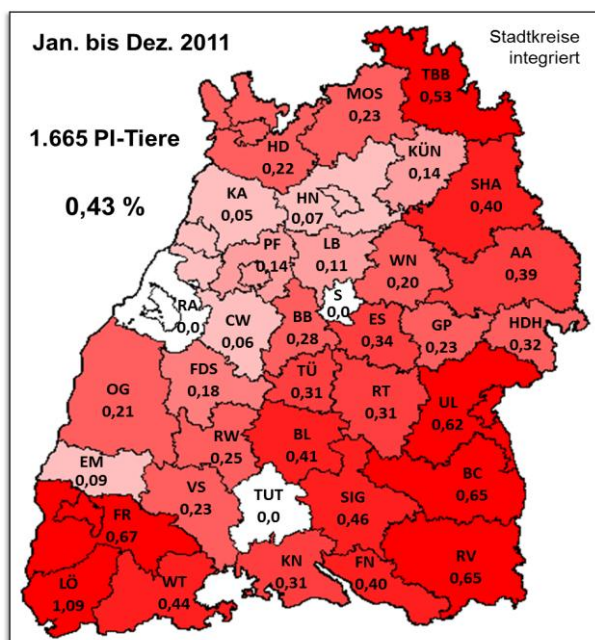 Jan. bis Dez. 2011
Stadtkreise
integriert
1.665 PI-Tiere
0,43 %
TBB
0,53
MOS
0,23
HD
0,22
KÜN
0,14
SHA
0,40
KA
0,05
HN
0,07
PF
0,14
LB
0,11
WN
0,20
AA
0,39
RA
0,0
CW
0,06
S
0,0
BB
0,28
ES
0,34
GP
0,23
HDH
0,32
OG
0,21
FDS
0,18
TÜ
0,31
RT
0,31
UL
0,62
RW
0,25
BL
0,41
EM
0,09
VS
0,23
TUT
0,0
SIG
0,46
BC
0,65
FR
0,67
LÖ
1,09
WT
0,44
KN
0,31
FN
0,40
RV
0,65